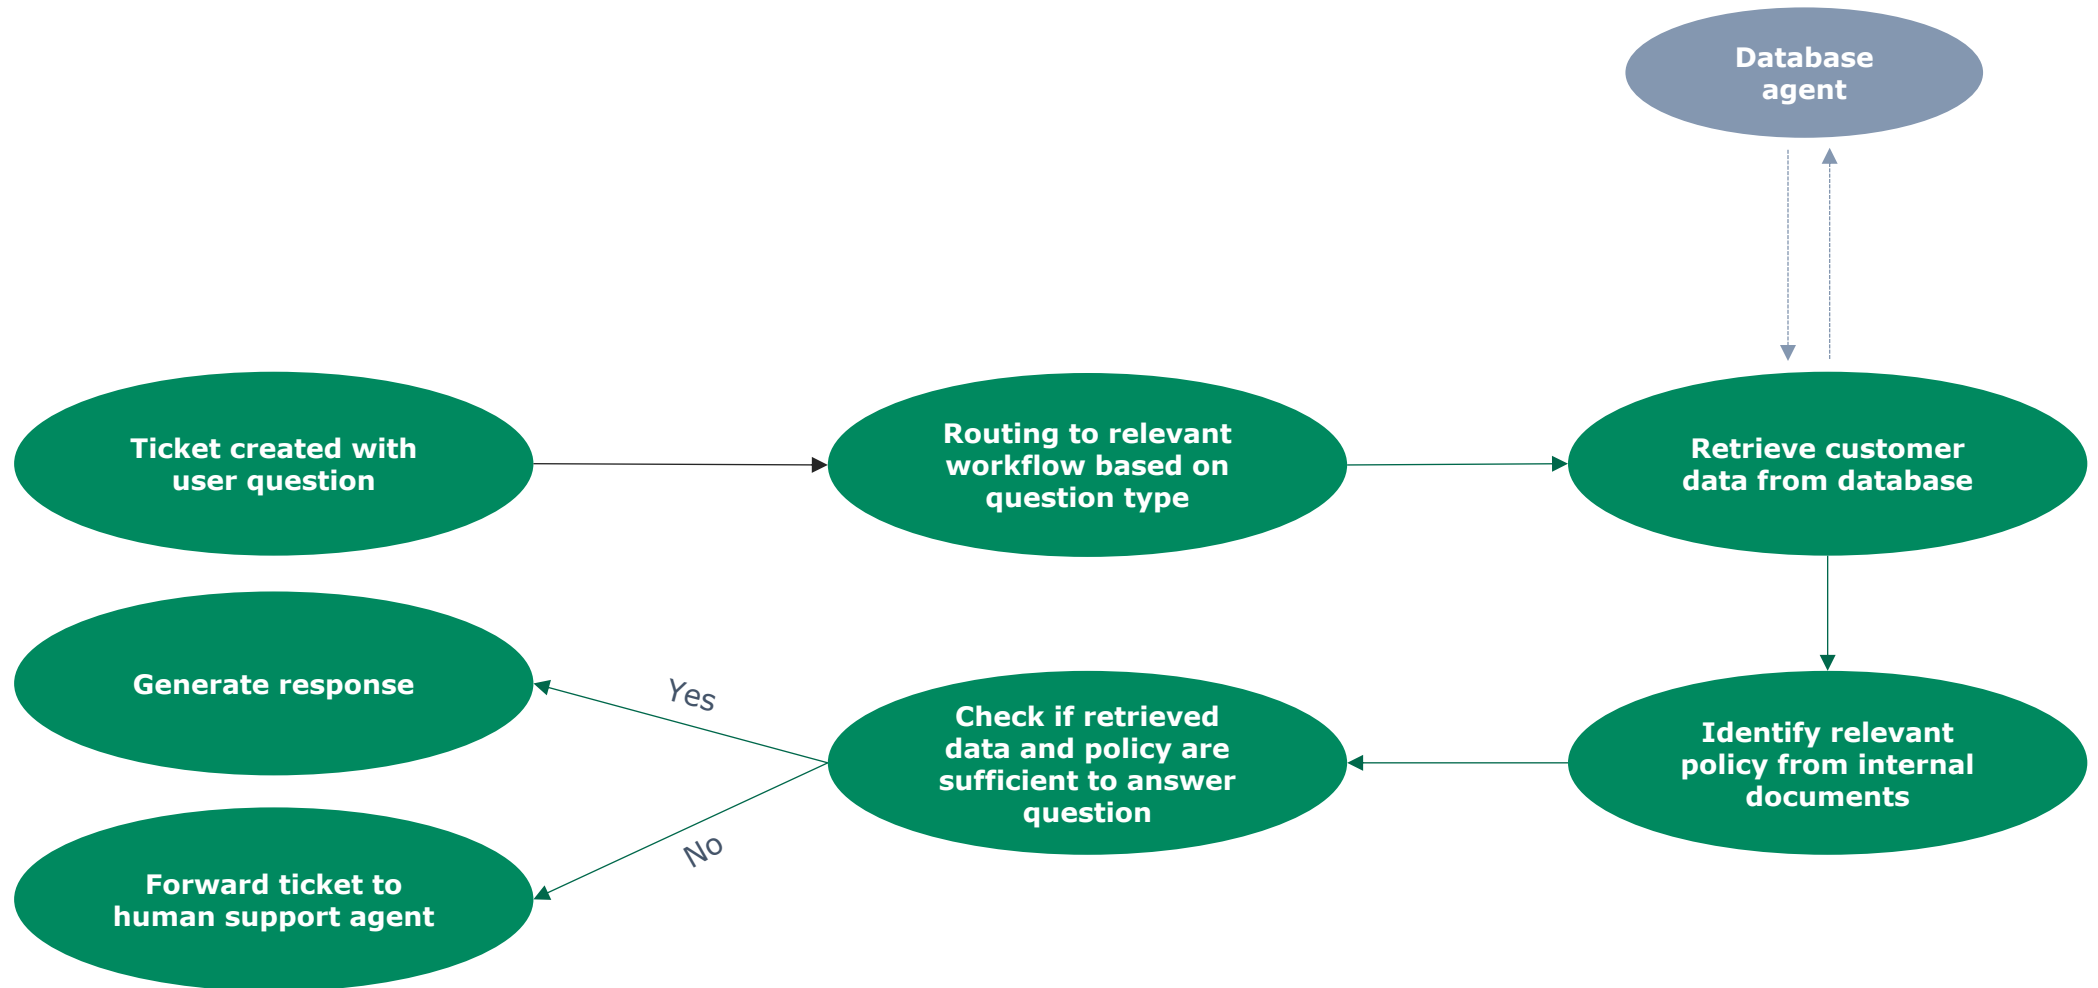 Database
agent
Ticket created with
user question
Routing to relevant
workflow based on
question type
Retrieve customer
data from database
Generate response
Yes
Check if retrieved
data and policy are
sufficient to answer
question
Identify relevant
policy from internal
documents
No
Forward ticket to
human support agent